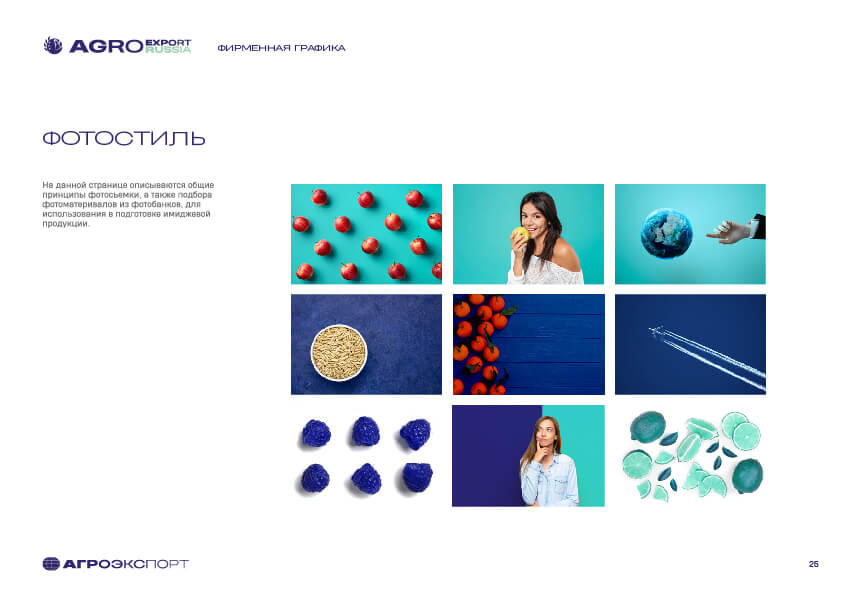 AGRO EXPORT RUSSIA
ФИРМЕННАЯ ГРАФИКА
ФОТОСТИЛЬ
На данной странице описываются общие
принципы фотосъемки, а также подбора
фотоматериалов из фотобанков, для
использования в подготовке имиджевой
продукции.
АГРОЭКСПОРТ
25